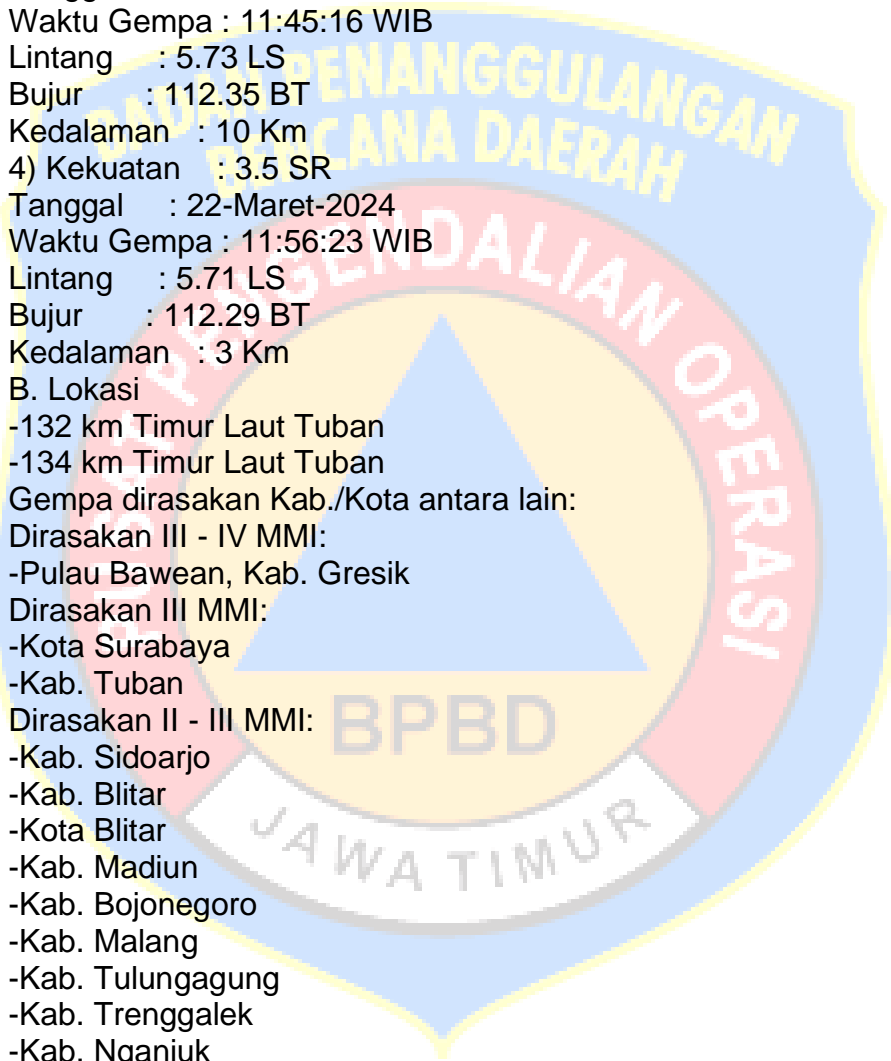 Waktu Gempa : 11:45:16 WIB
Lintang : 5.73 LS
Bujur : 112.35 BT
Kedalaman : 10 Km
4) Kekuatan : 3.5 SR
Tanggal : 22-Maret-2024
Waktu Gempa : 11:56:23 WIB
Lintang : 5.71 LS
Bujur : 112.29 BT
Kedalaman : 3 Km
B. Lokasi
-132 km Timur Laut Tuban
-134 km Timur Laut Tuban
Gempa dirasakan Kab./Kota antara lain:
Dirasakan III - IV MMI:
-Pulau Bawean, Kab. Gresik
Dirasakan III MMI:
-Kota Surabaya
-Kab. Tuban
Dirasakan II - III MMI:
-Kab. Sidoarjo
-Kab. Blitar
-Kota Blitar
-Kab. Madiun
-Kab. Bojonegoro
-Kab. Malang
-Kab. Tulungagung
-Kab. Trenggalek
-Kab. Nganjuk
BADAN PENANGGULANGAN
BENCANA DAERAH
PUSAT PENGENDALIAN OPERASI
BPBD
JAWA TIMUR